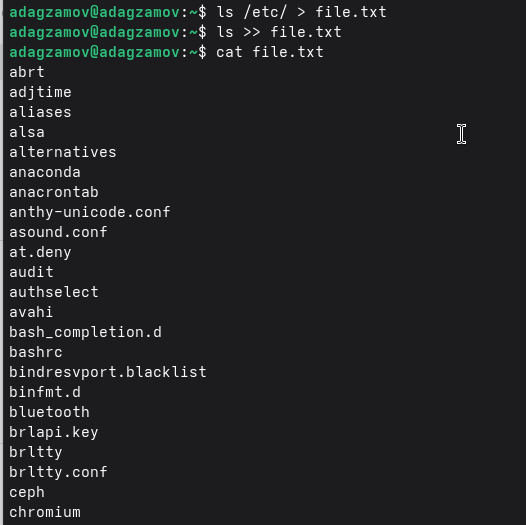 adagzamov@adagzamov:~$ ls /etc/ > file.txt
adagzamov@adagzamov:~$ ls >> file.txt
adagzamov@adagzamov:~$ cat file.txt
abrt
adjtime
aliases
alsa
alternatives
anaconda
anacrontab
anthy-unicode.conf
asound.conf
at.deny
audit
authselect
avahi
bash_completion.d
bashrc
bindresvport.blacklist
binfmt.d
bluetooth
brlapi.key
brltty
brltty.conf
ceph
chromium